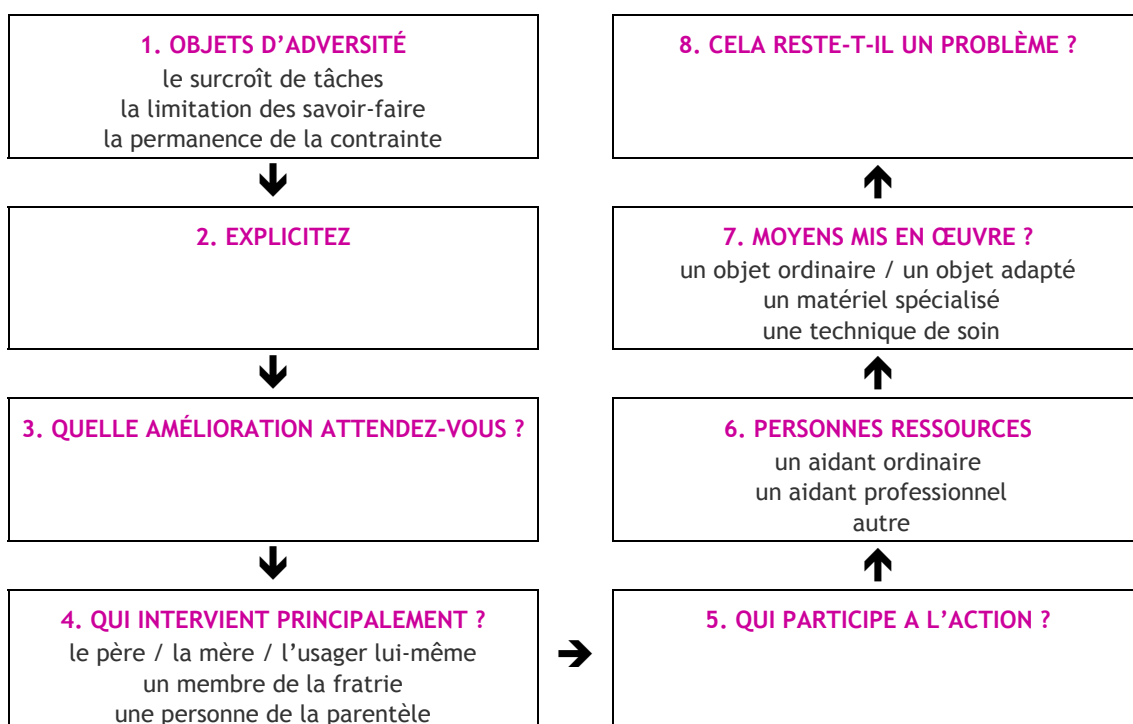 1. OBJETS D’ADVERSITÉ
le surcroît de tâches
la limitation des savoir-faire
la permanence de la contrainte
2. EXPLICITEZ
3. QUELLE AMÉLIORATION ATTENDEZ-VOUS ?
4. QUI INTERVIENT PRINCIPALEMENT ?
le père / la mère / l’usager lui-même
un membre de la fratrie
une personne de la parentèle
5. QUI PARTICIPE A L’ACTION ?
6. PERSONNES RESSOURCES
un aidant ordinaire
un aidant professionnel
autre
7. MOYENS MIS EN ŒUVRE ?
un objet ordinaire / un objet adapté
un matériel spécialisé
une technique de soin
8. CELA RESTE-T-IL UN PROBLÈME ?